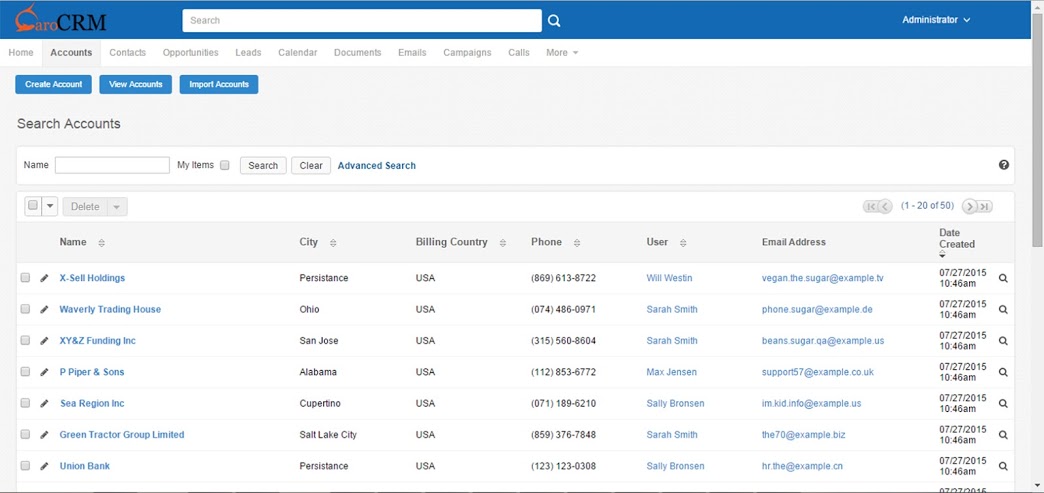 aroCRM Search Administrator
Home Accounts Contacts Opportunities Leads Calendar Documents Emails Campaigns Calls More
Create Account View Accounts Import Accounts
Search Accounts
Name My Items Search Clear Advanced Search
Delete (1 - 20 of 50)
Name City Billing Country Phone User Email Address Date Created
X-Sell Holdings Persistance USA (869) 613-8722 Will Westin vegan.the.sugar@example.tv 07/27/2015 10:46am
Waverly Trading House Ohio USA (074) 486-0971 Sarah Smith phone.sugar@example.de 07/27/2015 10:46am
XY&Z Funding Inc San Jose USA (315) 560-8604 Sarah Smith beans.sugar.qa@example.us 07/27/2015 10:46am
P Piper & Sons Alabama USA (112) 853-6772 Max Jensen support57@example.co.uk 07/27/2015 10:46am
Sea Region Inc Cupertino USA (071) 189-6210 Sally Bronsen im.kid.info@example.us 07/27/2015 10:46am
Green Tractor Group Limited Salt Lake City USA (859) 376-7848 Sarah Smith the70@example.biz 07/27/2015 10:46am
Union Bank Persistance USA (123) 123-0308 Sally Bronsen hr.the@example.cn 07/27/2015 10:46am